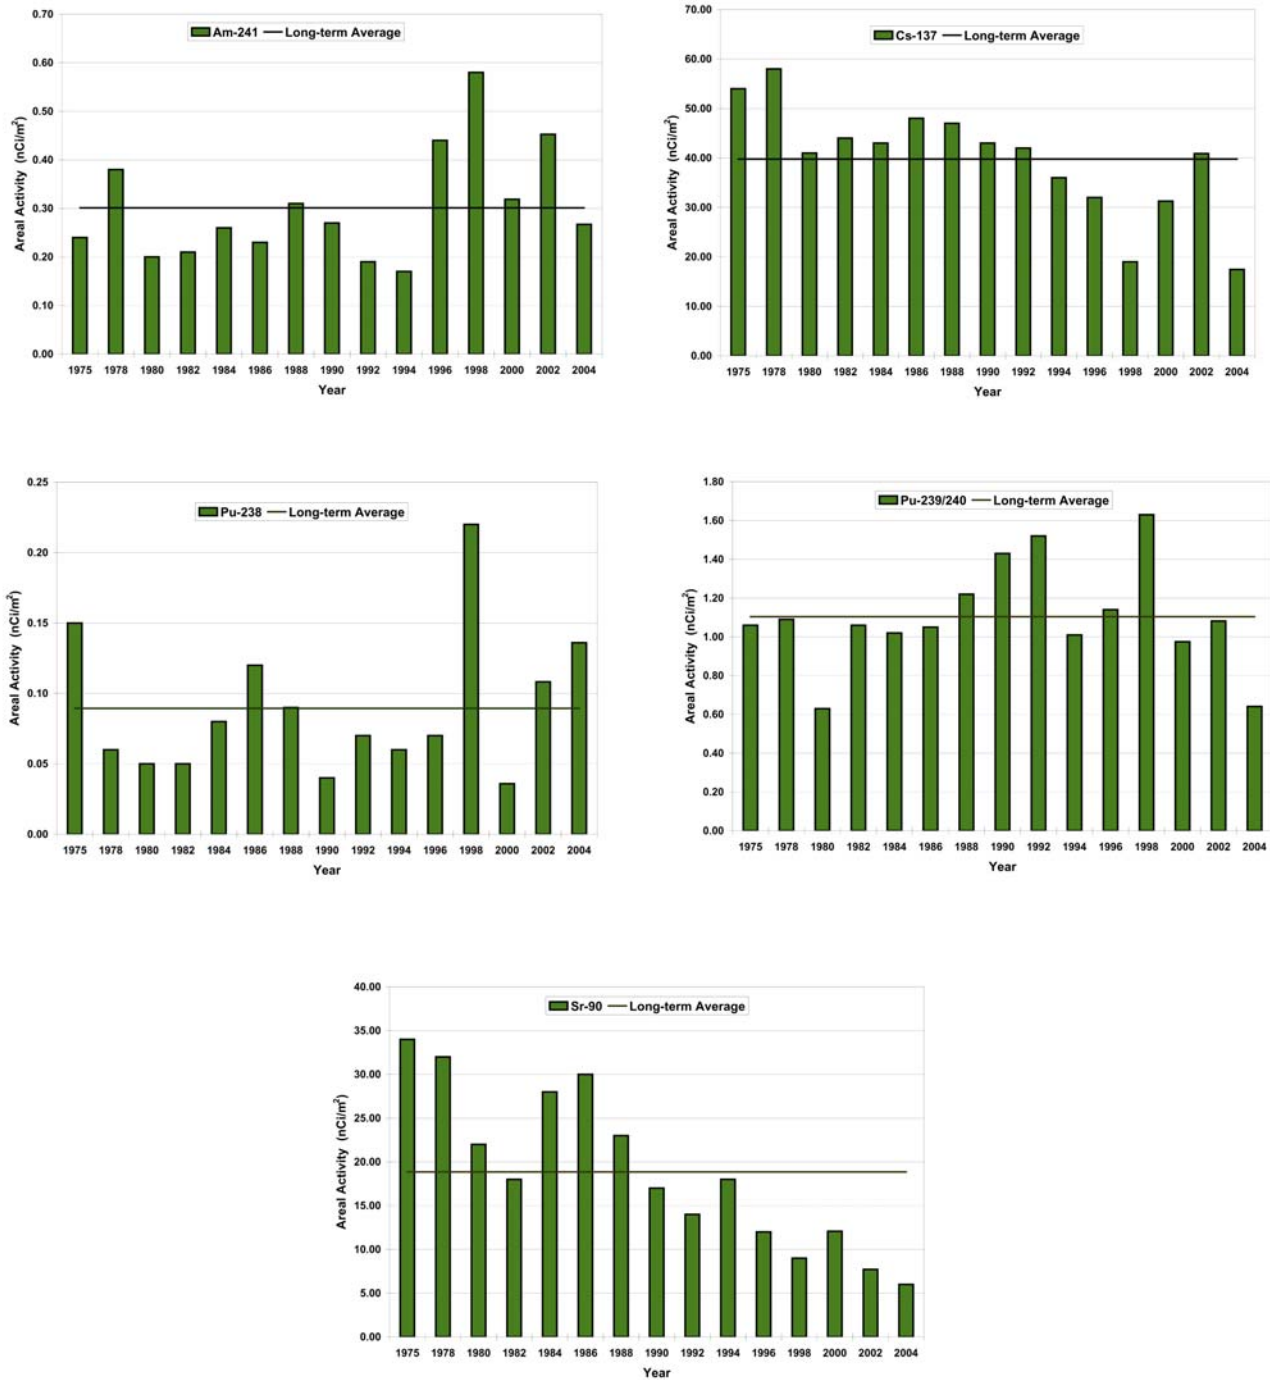 Am-241 Long-term Average
Areal Activity (nCi/m²)
0.70
0.60
0.50
0.40
0.30
0.20
0.10
0.00
1975 1978 1980 1982 1984 1986 1988 1990 1992 1994 1996 1998 2000 2002 2004
Year
Cs-137 Long-term Average
Areal Activity (nCi/m²)
70.00
60.00
50.00
40.00
30.00
20.00
10.00
0.00
1975 1978 1980 1982 1984 1986 1988 1990 1992 1994 1996 1998 2000 2002 2004
Year
Pu-238 Long-term Average
Areal Activity (nCi/m²)
0.25
0.20
0.15
0.10
0.05
0.00
1975 1978 1980 1982 1984 1986 1988 1990 1992 1994 1996 1998 2000 2002 2004
Year
Pu-239/240 Long-term Average
Areal Activity (nCi/m²)
1.80
1.60
1.40
1.20
1.00
0.80
0.60
0.40
0.20
0.00
1975 1978 1980 1982 1984 1986 1988 1990 1992 1994 1996 1998 2000 2002 2004
Year
Sr-90 Long-term Average
Areal Activity (nCi/m²)
40.00
35.00
30.00
25.00
20.00
15.00
10.00
5.00
0.00
1975 1978 1980 1982 1984 1986 1988 1990 1992 1994 1996 1998 2000 2002 2004
Year